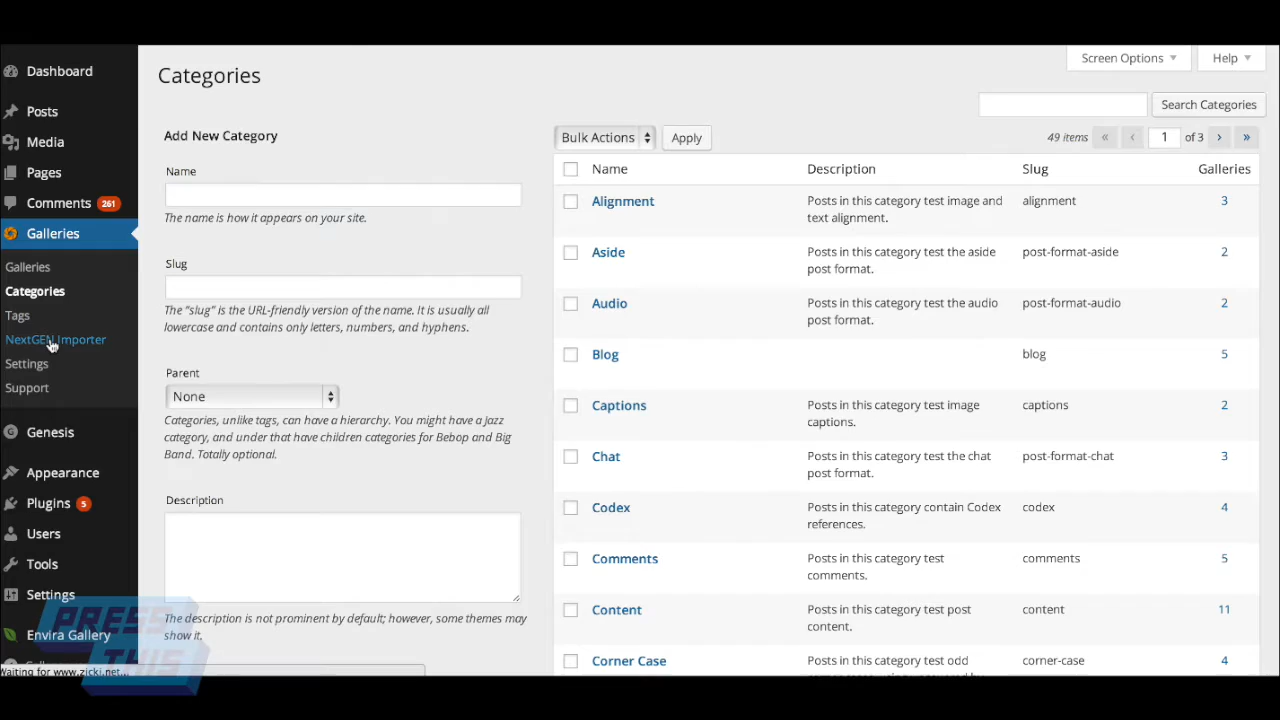 Dashboard
Posts
Media
Pages
Comments 261
Galleries
Galleries
Categories
Tags
NextGEN Importer
Settings
Support
Genesis
Appearance
Plugins 5
Users
Tools
Settings
Envira Gallery
PRESS
THIS
Waiting for www.zicki.net...
Screen Options
Help
Categories
Search Categories
Add New Category
Name
The name is how it appears on your site.
Slug
The "slug" is the URL-friendly version of the name. It is usually all
lowercase and contains only letters, numbers, and hyphens.
Parent
None
Categories, unlike tags, can have a hierarchy. You might have a Jazz
category, and under that have children categories for Bebop and Big
Band. Totally optional.
Description
The description is not prominent by default; however, some themes may
show it.
Bulk Actions Apply
49 items « ‹ 1 of 3 › »
Name Description Slug Galleries
Alignment Posts in this category test image and alignment 3
text alignment.
Aside Posts in this category test the aside post-format-aside 2
post format.
Audio Posts in this category test the audio post-format-audio 2
post format.
Blog blog 5
Captions Posts in this category test image captions 2
captions.
Chat Posts in this category test the chat post-format-chat 3
post format.
Codex Posts in this category contain Codex codex 4
references.
Comments Posts in this category test comments 5
comments.
Content Posts in this category test post content 11
content.
Corner Case Posts in this category test odd corner-case 4